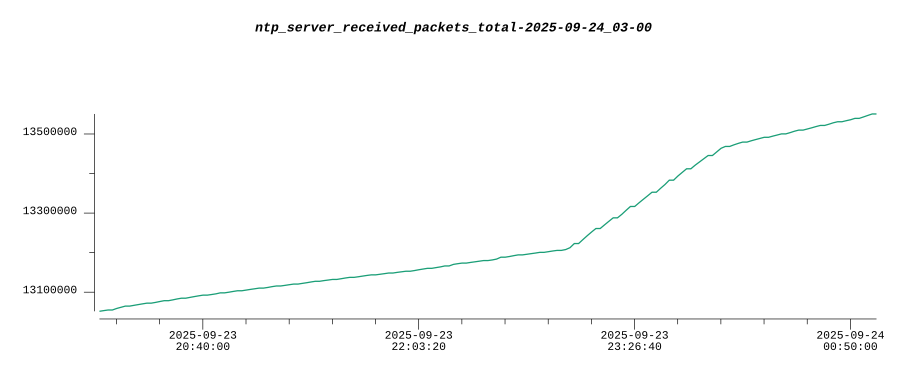 ntp_server_received_packets_total-2025-09-24_03-00
13500000
13300000
13100000
2025-09-23 2025-09-23 2025-09-23 2025-09-24
20:40:00 22:03:20 23:26:40 00:50:00